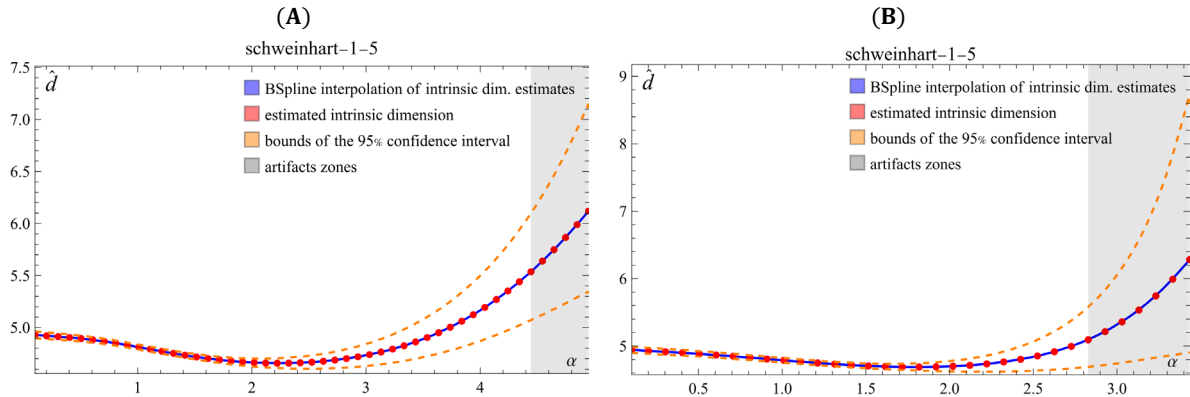 (A)
schweinhart−1−5
d̂
BSpline interpolation of intrinsic dim. estimates
estimated intrinsic dimension
bounds of the 95% confidence interval
artifacts zones
7.5
7.0
6.5
6.0
5.5
5.0
1 2 3 4
α
(B)
schweinhart−1−5
d̂
BSpline interpolation of intrinsic dim. estimates
estimated intrinsic dimension
bounds of the 95% confidence interval
artifacts zones
9
8
7
6
5
0.5 1.0 1.5 2.0 2.5 3.0
α